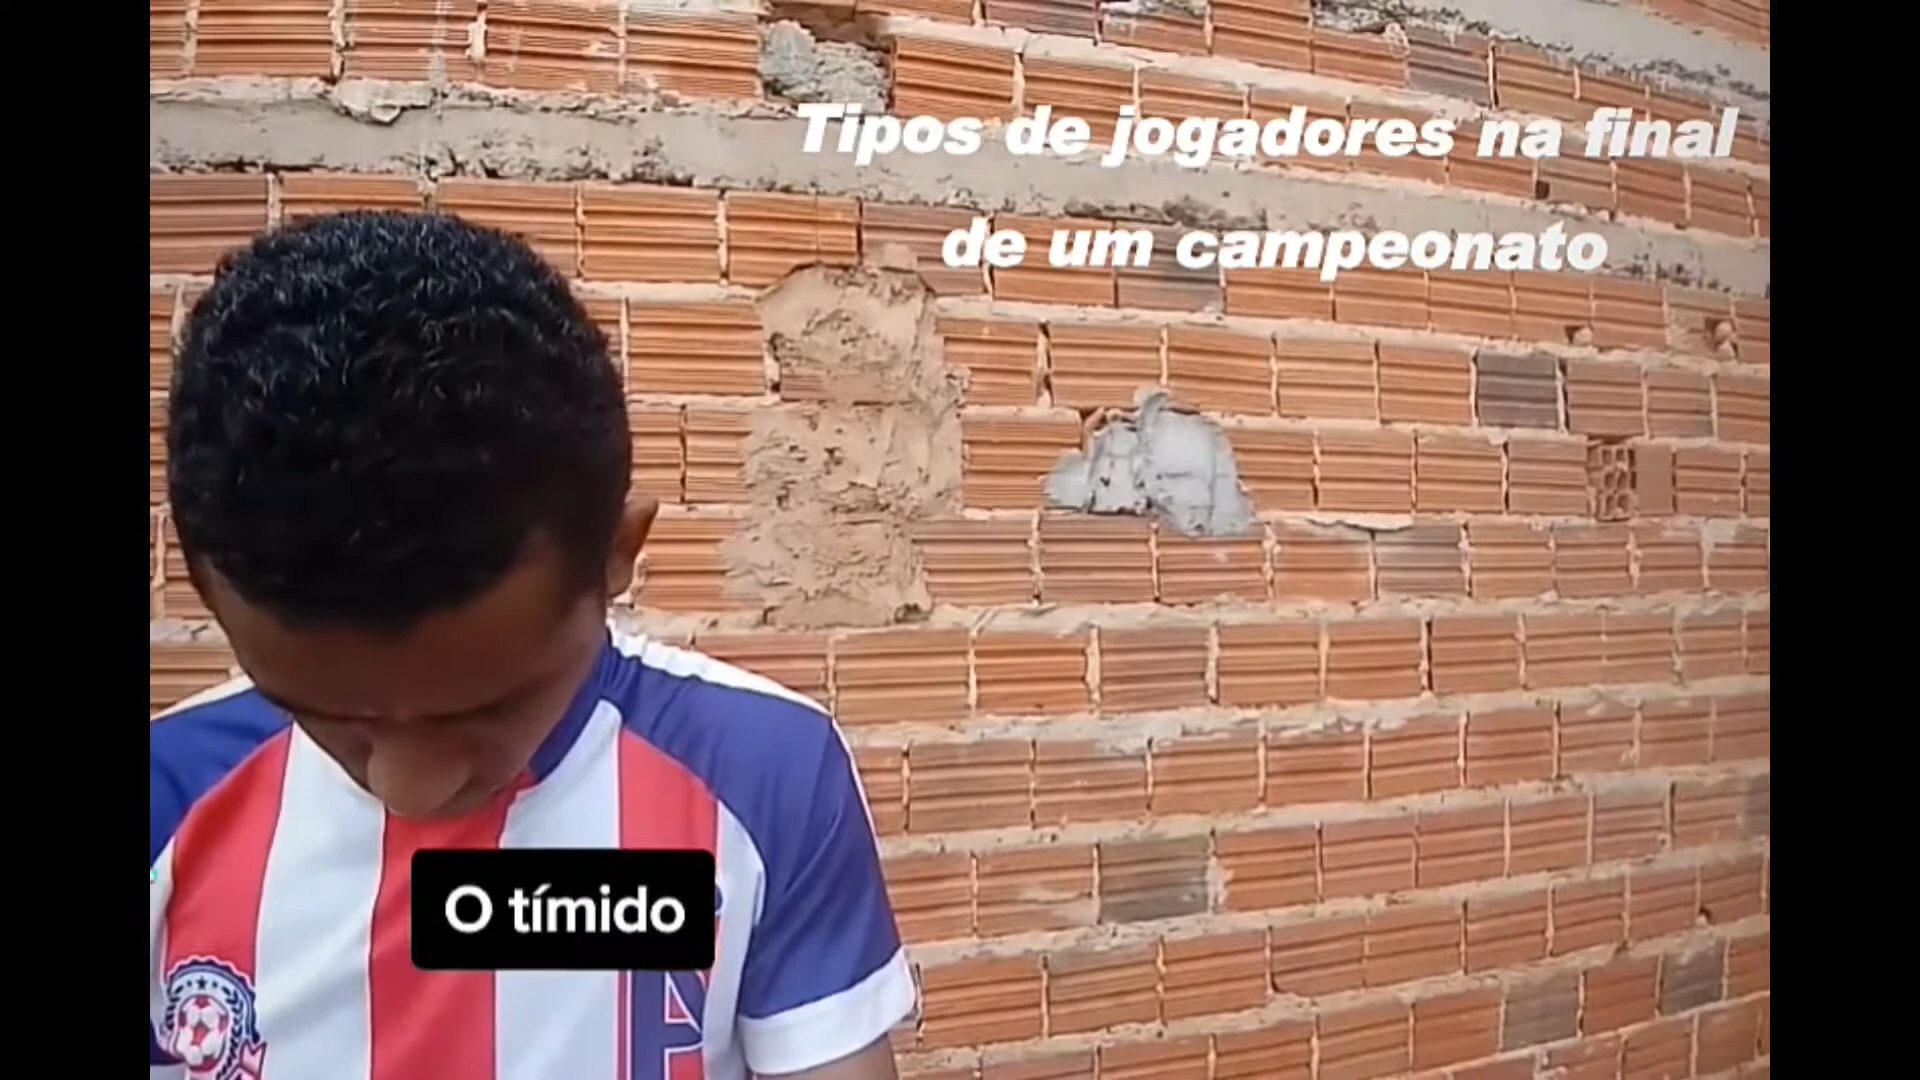 Tipos de jogadores na final
de um campeonato
O tímido